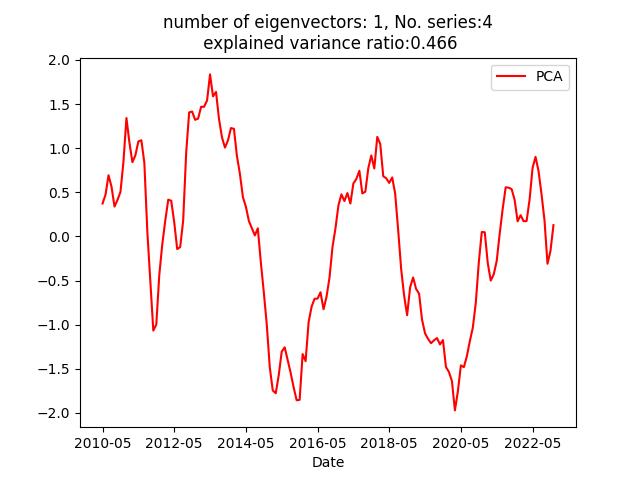 number of eigenvectors: 1, No. series:4
explained variance ratio:0.466
PCA
2.0
1.5
1.0
0.5
0.0
−0.5
−1.0
−1.5
−2.0
2010-05 2012-05 2014-05 2016-05 2018-05 2020-05 2022-05
Date